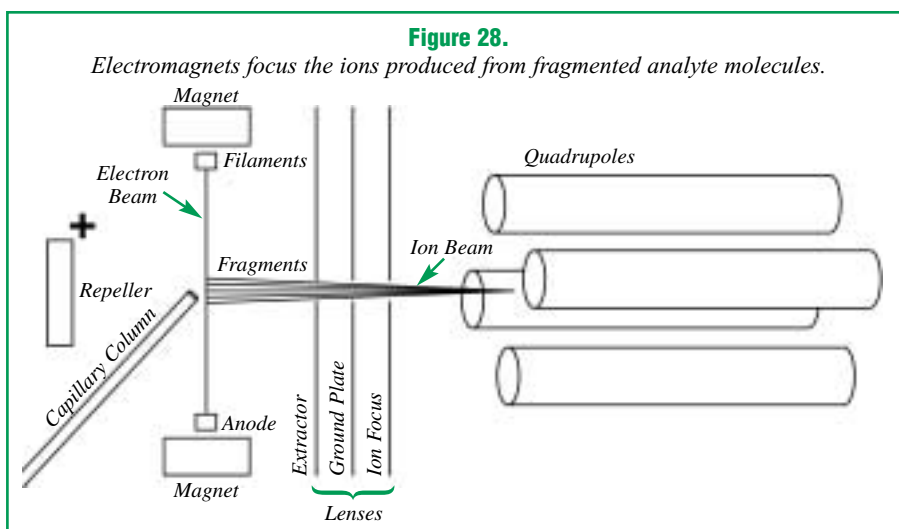 Figure 28.
Electromagnets focus the ions produced from fragmented analyte molecules.
Magnet
Filaments
Electron
Beam
Quadrupoles
+
Repeller
Fragments
Ion Beam
Capillary Column
Anode
Magnet
Extractor
Ground Plate
Ion Focus
Lenses